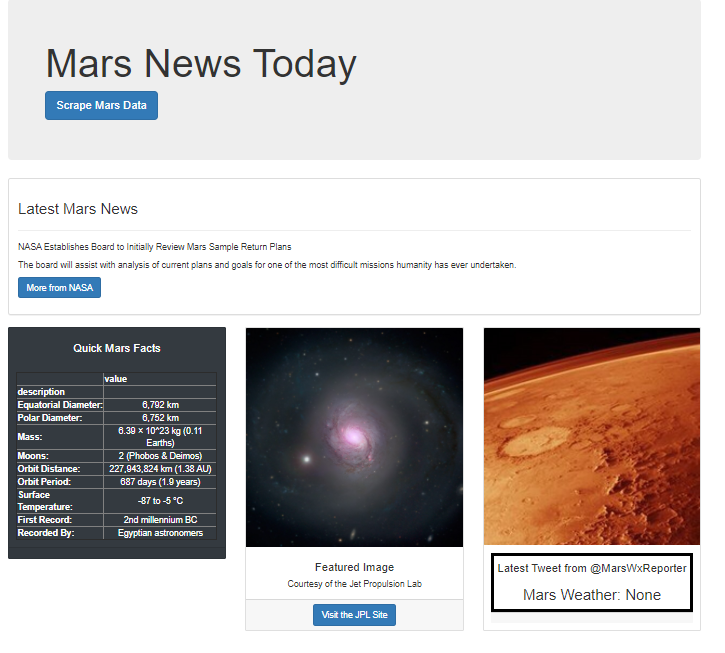 Mars News Today
Scrape Mars Data
Latest Mars News
NASA Establishes Board to Initially Review Mars Sample Return Plans
The board will assist with analysis of current plans and goals for one of the most difficult missions humanity has ever undertaken.
More from NASA
Quick Mars Facts
value
description
Equatorial Diameter: 6,792 km
Polar Diameter: 6,752 km
Mass: 6.39 × 10^23 kg (0.11
Earths)
Moons: 2 (Phobos & Deimos)
Orbit Distance: 227,943,824 km (1.38 AU)
Orbit Period: 687 days (1.9 years)
Surface
Temperature: -87 to -5 °C
First Record: 2nd millennium BC
Recorded By: Egyptian astronomers
Featured Image
Courtesy of the Jet Propulsion Lab
Visit the JPL Site
Latest Tweet from @MarsWxReporter
Mars Weather: None